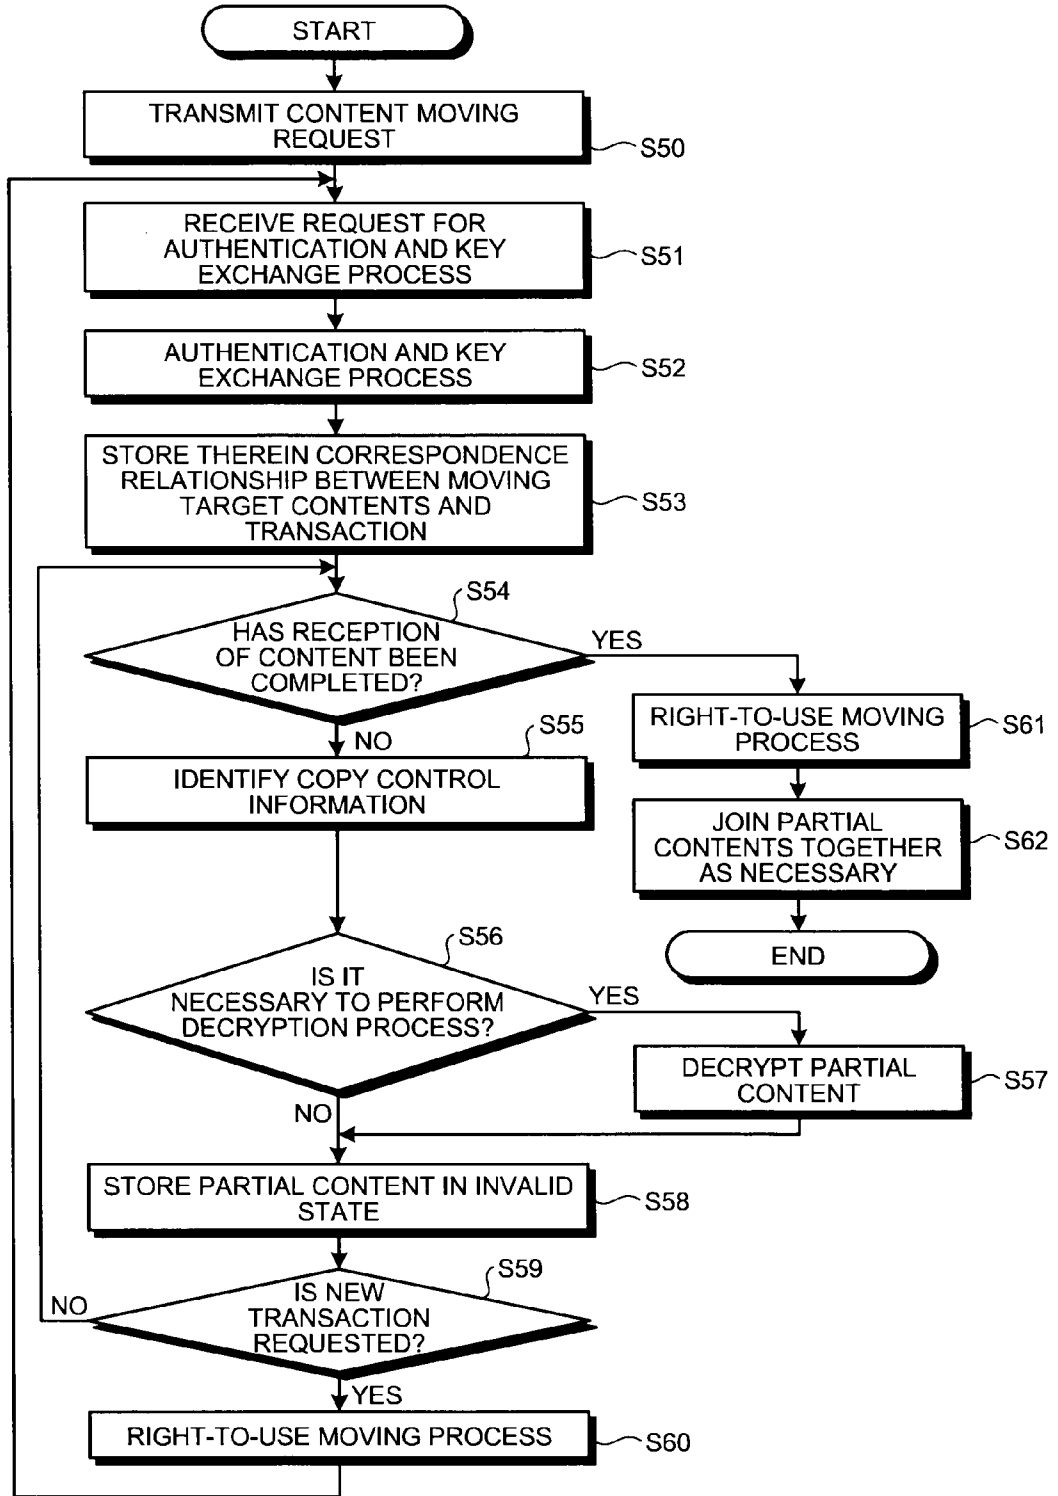 START
TRANSMIT CONTENT MOVING
REQUEST
S50
RECEIVE REQUEST FOR
AUTHENTICATION AND KEY
EXCHANGE PROCESS
S51
AUTHENTICATION AND KEY
EXCHANGE PROCESS
S52
STORE THEREIN CORRESPONDENCE
RELATIONSHIP BETWEEN MOVING
TARGET CONTENTS AND
TRANSACTION
S53
S54
HAS RECEPTION
OF CONTENT BEEN
COMPLETED?
YES
NO
RIGHT-TO-USE MOVING
PROCESS
S61
S55
IDENTIFY COPY CONTROL
INFORMATION
JOIN PARTIAL
CONTENTS TOGETHER
AS NECESSARY
S62
END
S56
IS IT
NECESSARY TO PERFORM
DECRYPTION PROCESS?
YES
NO
DECRYPT PARTIAL
CONTENT
S57
STORE PARTIAL CONTENT IN INVALID
STATE
S58
S59
IS NEW
TRANSACTION
REQUESTED?
NO
YES
RIGHT-TO-USE MOVING PROCESS
S60